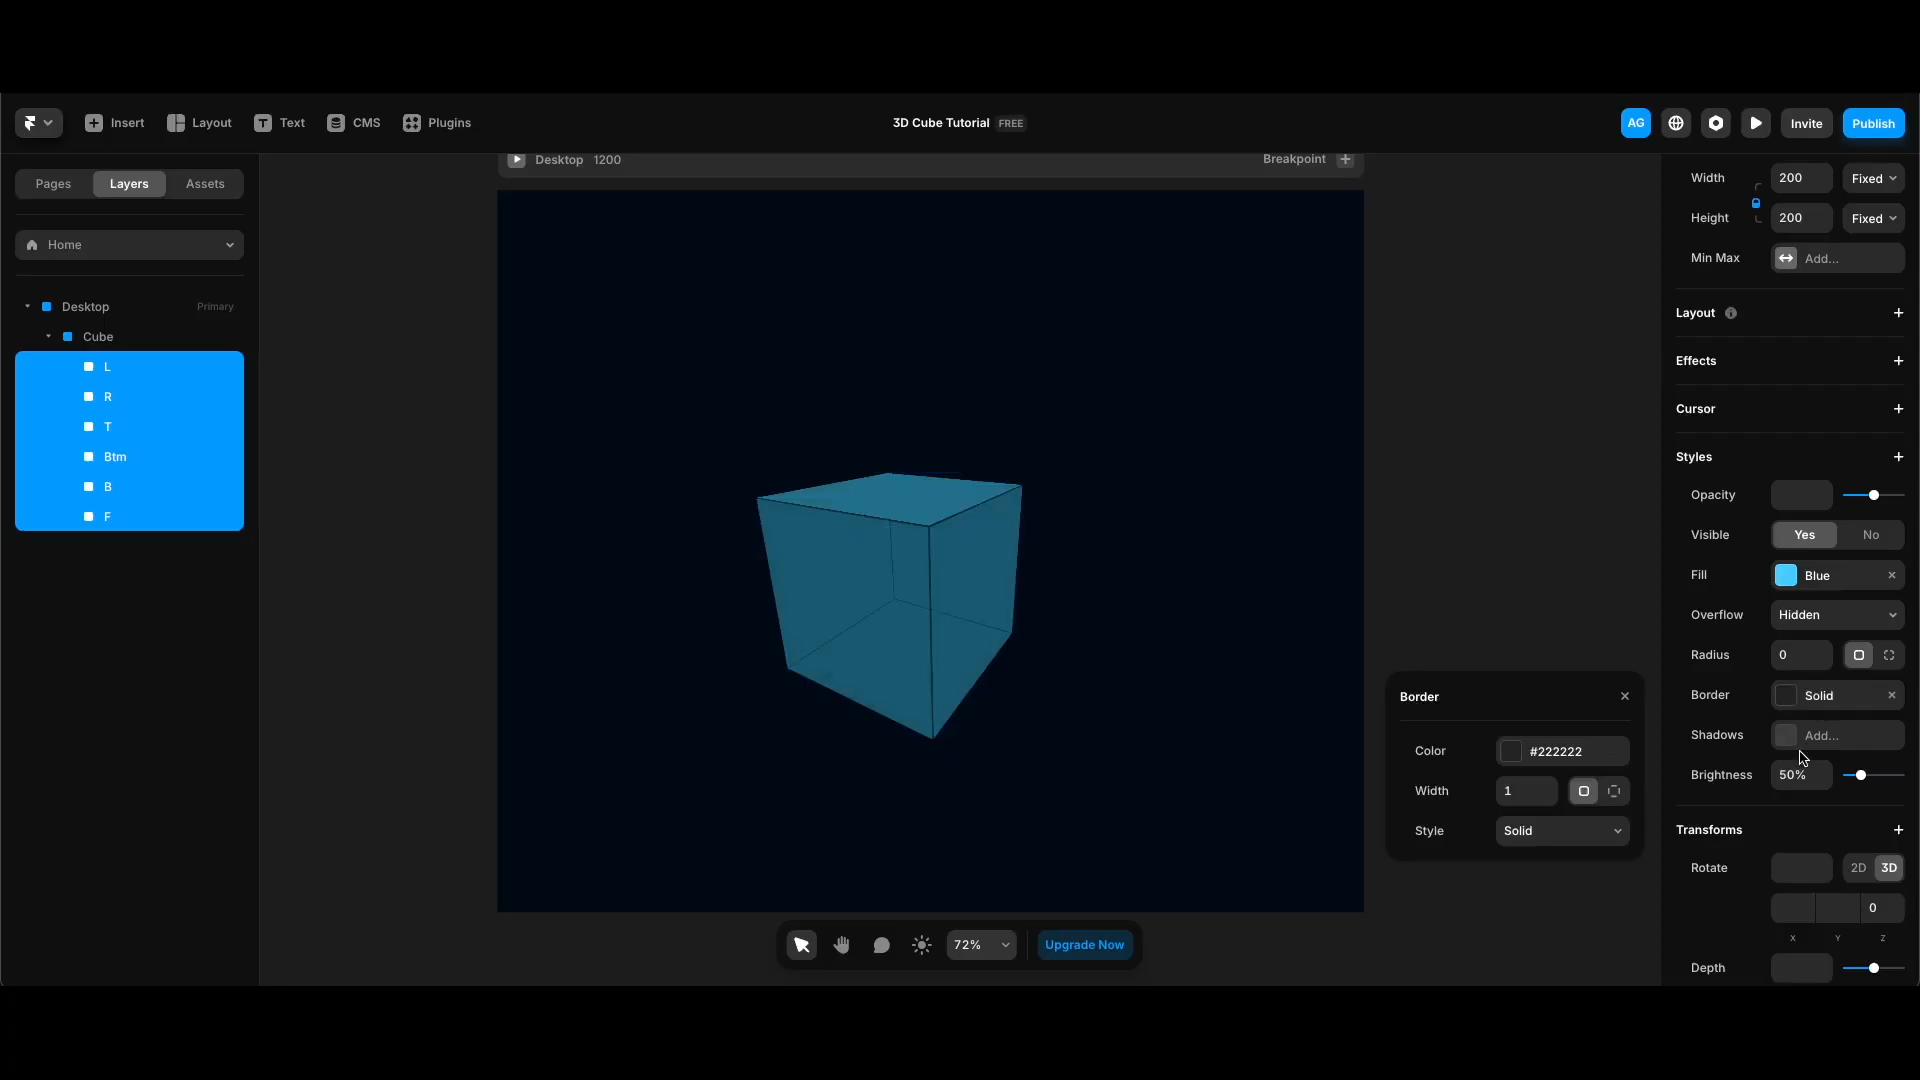 Insert Layout Text CMS Plugins
3D Cube Tutorial FREE
AG Invite Publish
Pages Layers Assets
Home
Desktop Primary
Cube
L
R
T
Btm
B
F
Desktop 1200
Breakpoint
72% Upgrade Now
Border
Color #222222
Width 1
Style Solid
Width 200 Fixed
Height 200 Fixed
Min Max Add...
Layout
Effects
Cursor
Styles
Opacity
Visible Yes No
Fill Blue
Overflow Hidden
Radius 0
Border Solid
Shadows Add...
Brightness 50%
Transforms
Rotate 2D 3D
0
X Y Z
Depth